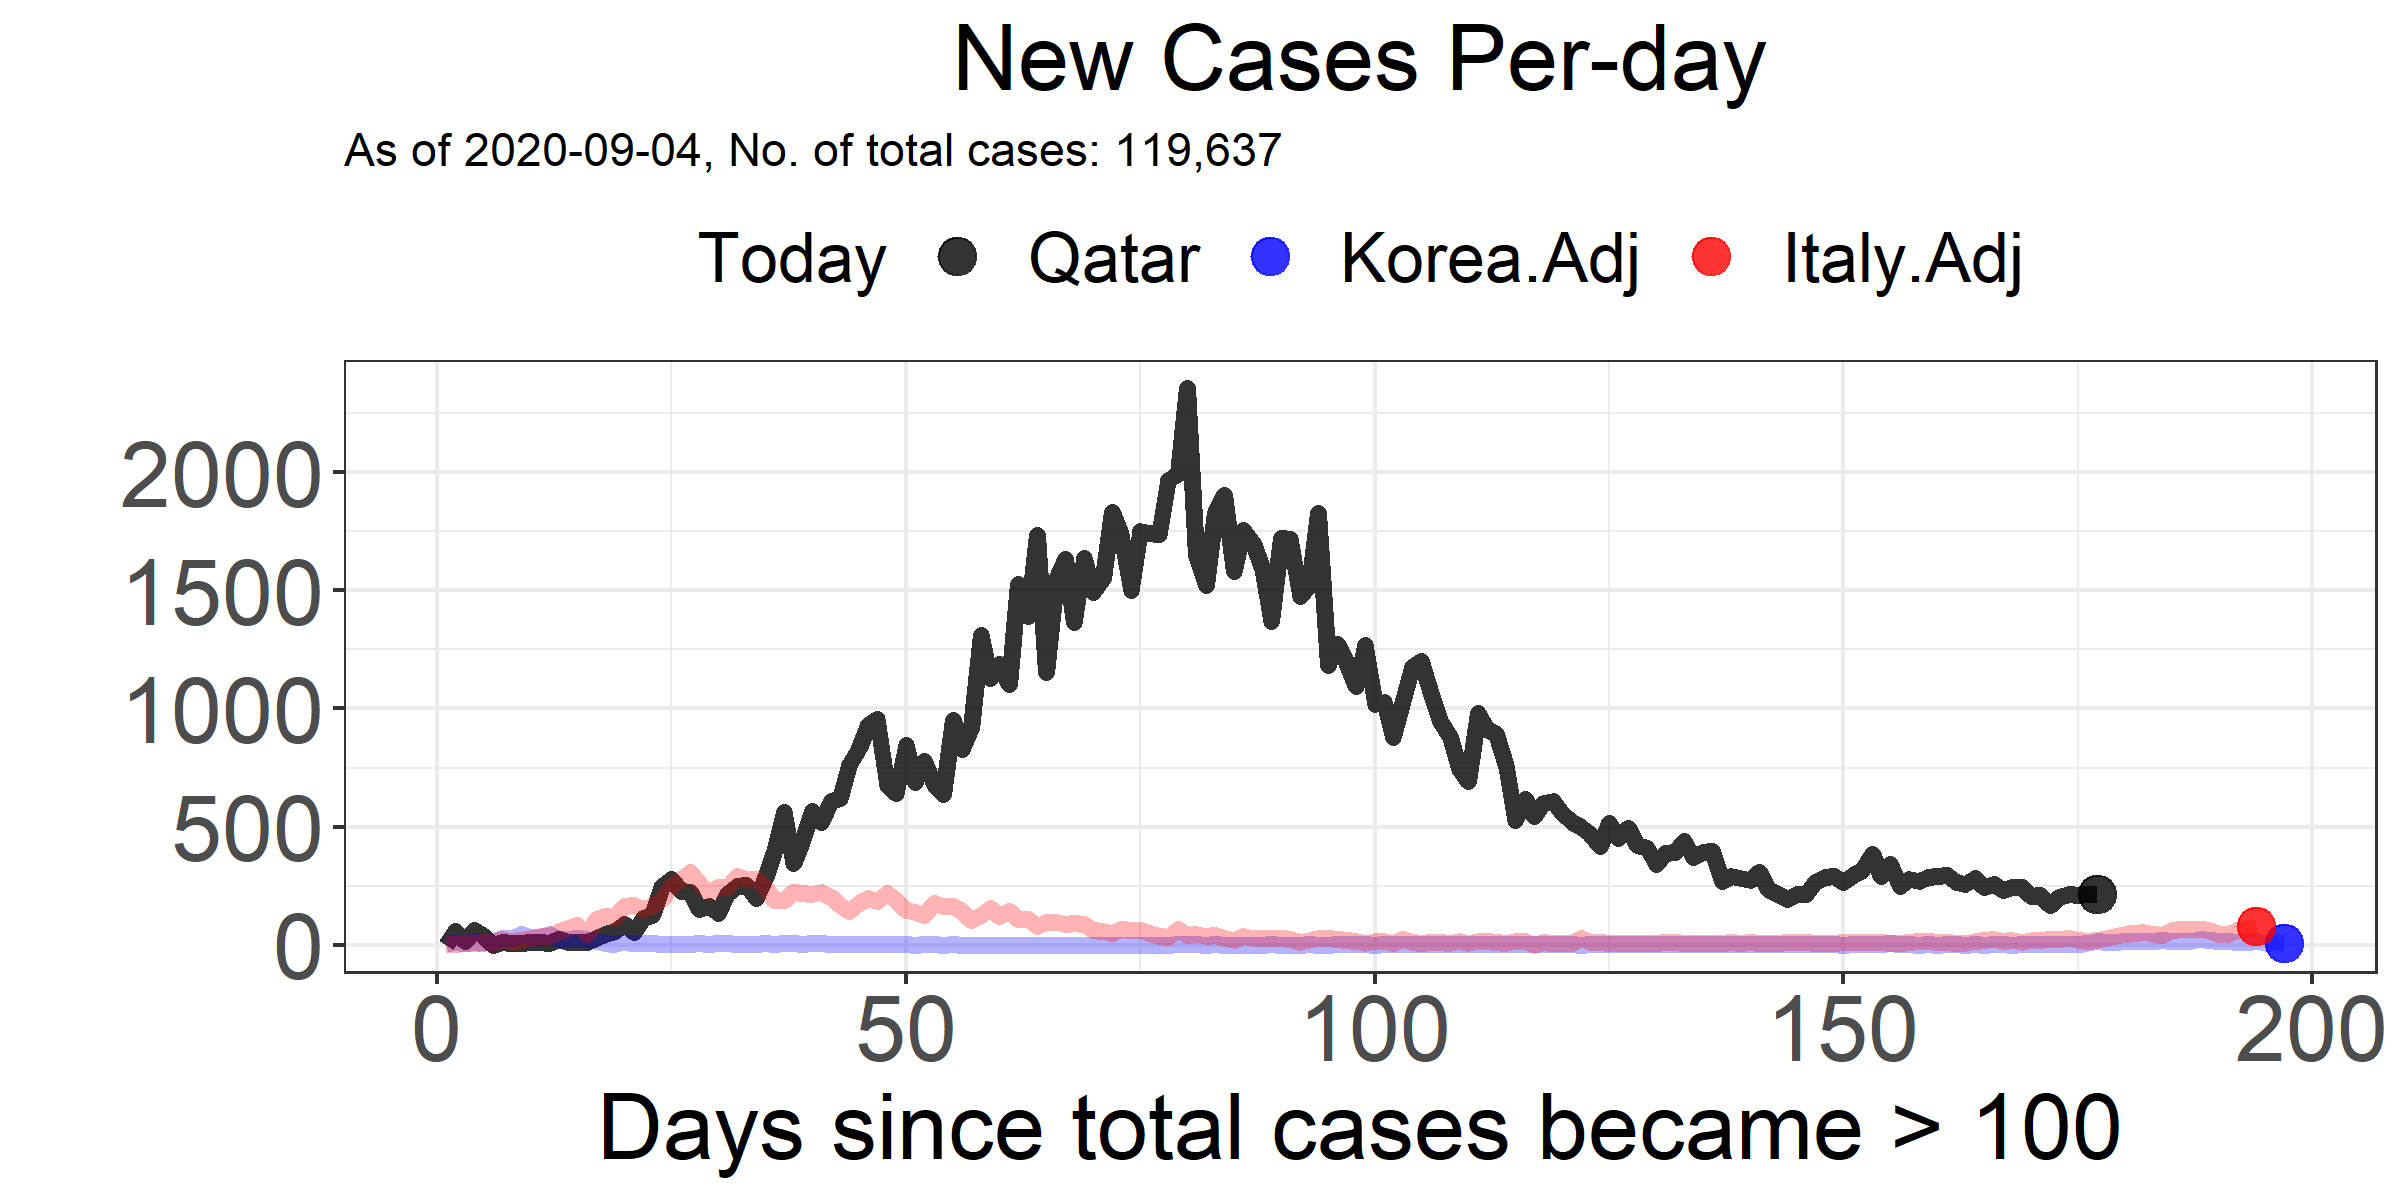 New Cases Per-day
As of 2020-09-04, No. of total cases: 119,637
Today Qatar Korea.Adj Italy.Adj
2000
1500
1000
500
0
0 50 100 150 200
Days since total cases became > 100